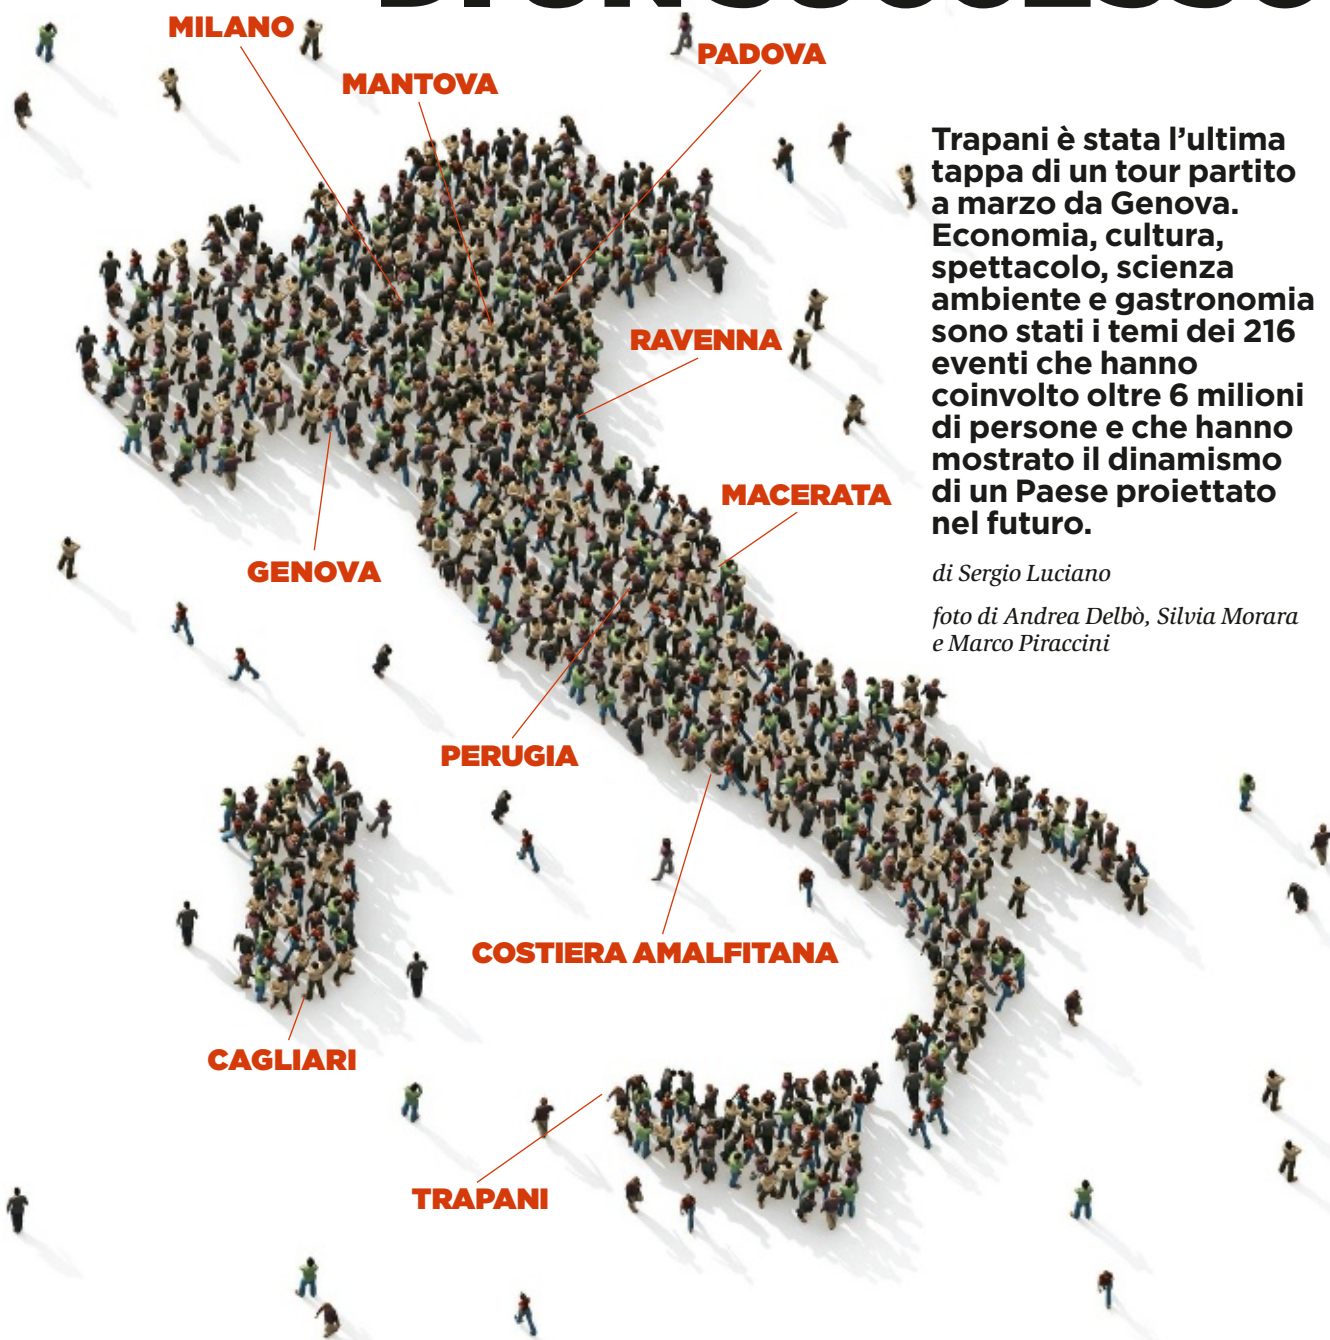 DI UN SUCCESSO
MILANO
PADOVA
MANTOVA
Trapani è stata l’ultima
tappa di un tour partito
a marzo da Genova.
Economia, cultura,
spettacolo, scienza
ambiente e gastronomia
sono stati i temi dei 216
eventi che hanno
coinvolto oltre 6 milioni
di persone e che hanno
mostrato il dinamismo
di un Paese proiettato
nel futuro.
di Sergio Luciano
foto di Andrea Delbò, Silvia Morara
e Marco Piraccini
RAVENNA
MACERATA
GENOVA
PERUGIA
COSTIERA AMALFITANA
CAGLIARI
TRAPANI